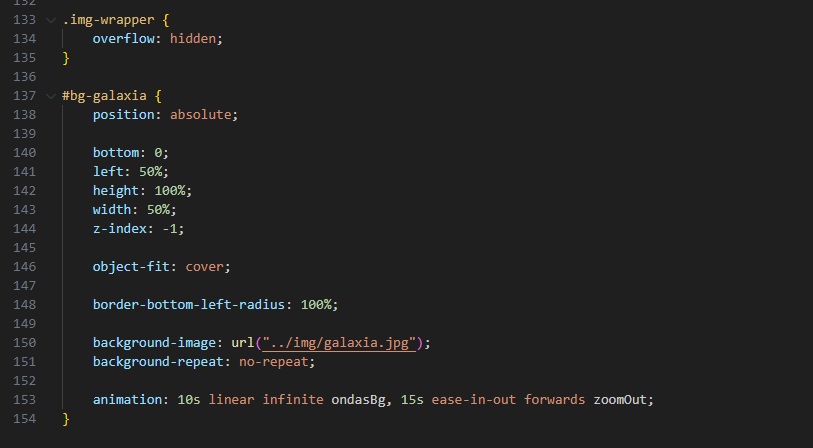 132
133 .img-wrapper {
134     overflow: hidden;
135 }
136
137 #bg-galaxia {
138     position: absolute;
139
140     bottom: 0;
141     left: 50%;
142     height: 100%;
143     width: 50%;
144     z-index: -1;
145
146     object-fit: cover;
147
148     border-bottom-left-radius: 100%;
149
150     background-image: url("../img/galaxia.jpg");
151     background-repeat: no-repeat;
152
153     animation: 10s linear infinite ondasBg, 15s ease-in-out forwards zoomOut;
154 }